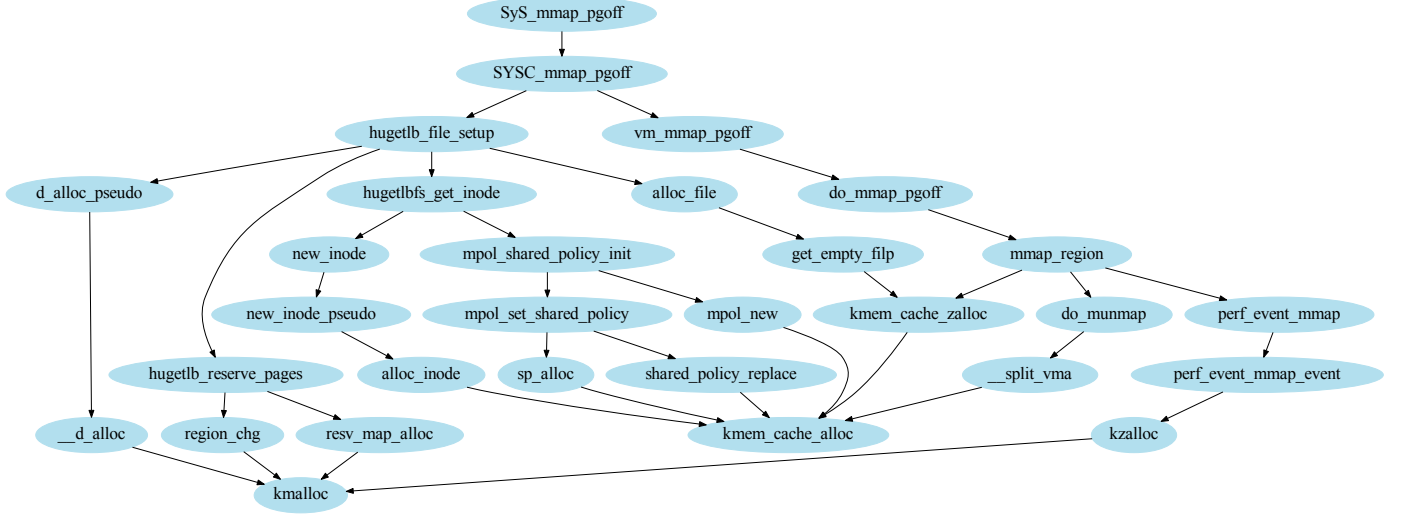 SyS_mmap_pgoff
SYSC_mmap_pgoff
hugetlb_file_setup
vm_mmap_pgoff
d_alloc_pseudo
hugetlbfs_get_inode
alloc_file
do_mmap_pgoff
new_inode
mpol_shared_policy_init
get_empty_filp
mmap_region
new_inode_pseudo
mpol_set_shared_policy
mpol_new
kmem_cache_zalloc
do_munmap
perf_event_mmap
hugetlb_reserve_pages
alloc_inode
sp_alloc
shared_policy_replace
__split_vma
perf_event_mmap_event
__d_alloc
region_chg
resv_map_alloc
kmem_cache_alloc
kzalloc
kmalloc